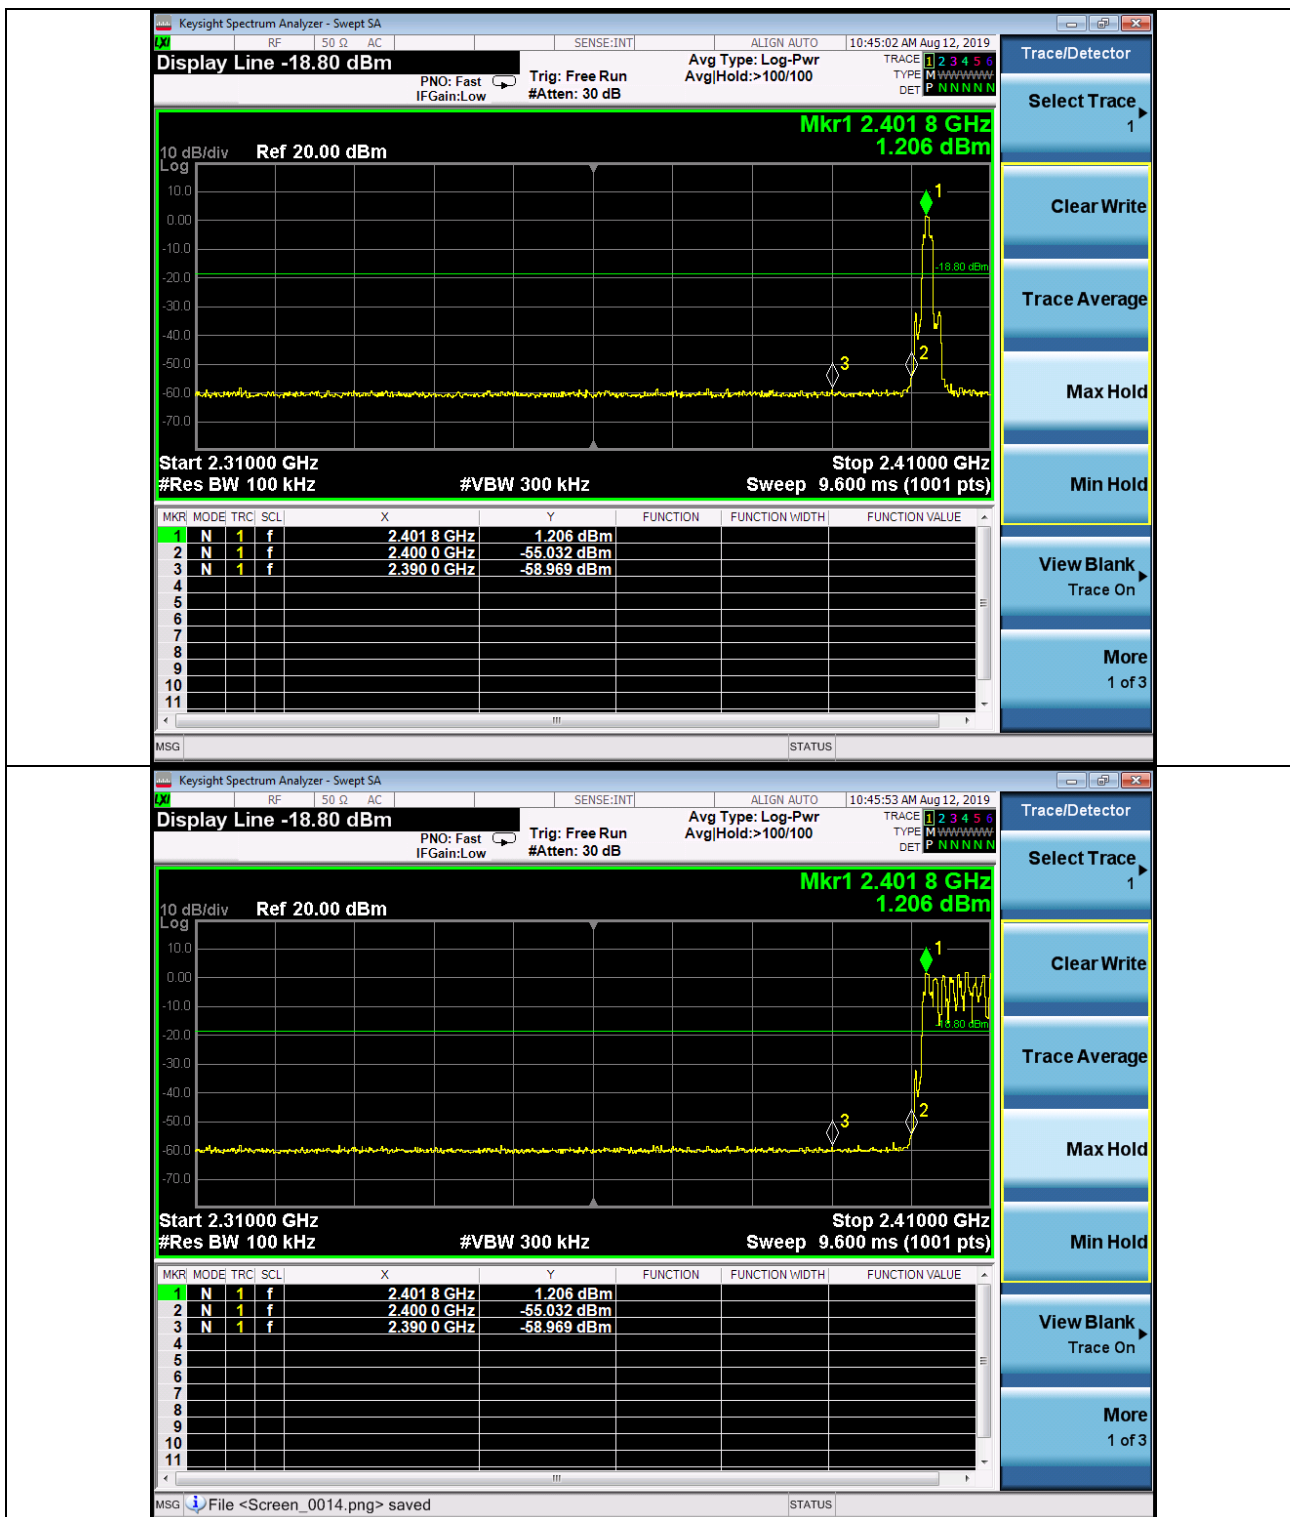 Keysight Spectrum Analyzer - Swept SA
LXI RF 50 Ω AC SENSE:INT ALIGN AUTO 10:45:02 AM Aug 12, 2019
Display Line -18.80 dBm
PNO: Fast
IFGain:Low
Trig: Free Run
#Atten: 30 dB
Avg Type: Log-Pwr
Avg|Hold:>100/100
TRACE 1 2 3 4 5 6
TYPE M WWWWW
DET P N N N N N
Mkr1 2.401 8 GHz
1.206 dBm
10 dB/div Ref 20.00 dBm
Log
10.0
0.00
-10.0
-20.0
-30.0
-40.0
-50.0
-60.0
-70.0
1
-18.80 dBm
2
3
Start 2.31000 GHz Stop 2.41000 GHz
#Res BW 100 kHz #VBW 300 kHz Sweep 9.600 ms (1001 pts)
MKR MODE TRC SCL X Y FUNCTION FUNCTION WIDTH FUNCTION VALUE
1 N 1 f 2.401 8 GHz 1.206 dBm
2 N 1 f 2.400 0 GHz -55.032 dBm
3 N 1 f 2.390 0 GHz -58.969 dBm
4
5
6
7
8
9
10
11
MSG STATUS
Trace/Detector
Select Trace
1
Clear Write
Trace Average
Max Hold
Min Hold
View Blank
Trace On
More
1 of 3
Keysight Spectrum Analyzer - Swept SA
LXI RF 50 Ω AC SENSE:INT ALIGN AUTO 10:45:53 AM Aug 12, 2019
Display Line -18.80 dBm
PNO: Fast
IFGain:Low
Trig: Free Run
#Atten: 30 dB
Avg Type: Log-Pwr
Avg|Hold:>100/100
TRACE 1 2 3 4 5 6
TYPE M WWWWW
DET P N N N N N
Mkr1 2.401 8 GHz
1.206 dBm
10 dB/div Ref 20.00 dBm
Log
10.0
0.00
-10.0
-20.0
-30.0
-40.0
-50.0
-60.0
-70.0
1
-18.80 dBm
2
3
Start 2.31000 GHz Stop 2.41000 GHz
#Res BW 100 kHz #VBW 300 kHz Sweep 9.600 ms (1001 pts)
MKR MODE TRC SCL X Y FUNCTION FUNCTION WIDTH FUNCTION VALUE
1 N 1 f 2.401 8 GHz 1.206 dBm
2 N 1 f 2.400 0 GHz -55.032 dBm
3 N 1 f 2.390 0 GHz -58.969 dBm
4
5
6
7
8
9
10
11
MSG File <Screen_0014.png> saved STATUS
Trace/Detector
Select Trace
1
Clear Write
Trace Average
Max Hold
Min Hold
View Blank
Trace On
More
1 of 3